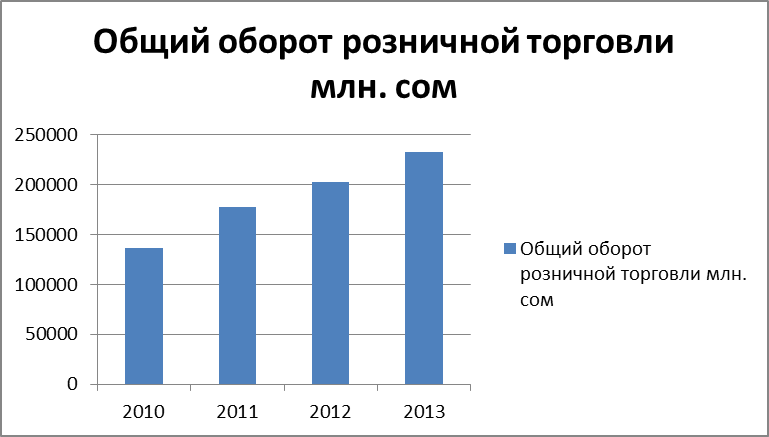 Общий оборот розничной торговли
млн. сом
250000
200000
150000
100000
50000
0
2010 2011 2012 2013
Общий оборот
розничной торговли млн.
сом